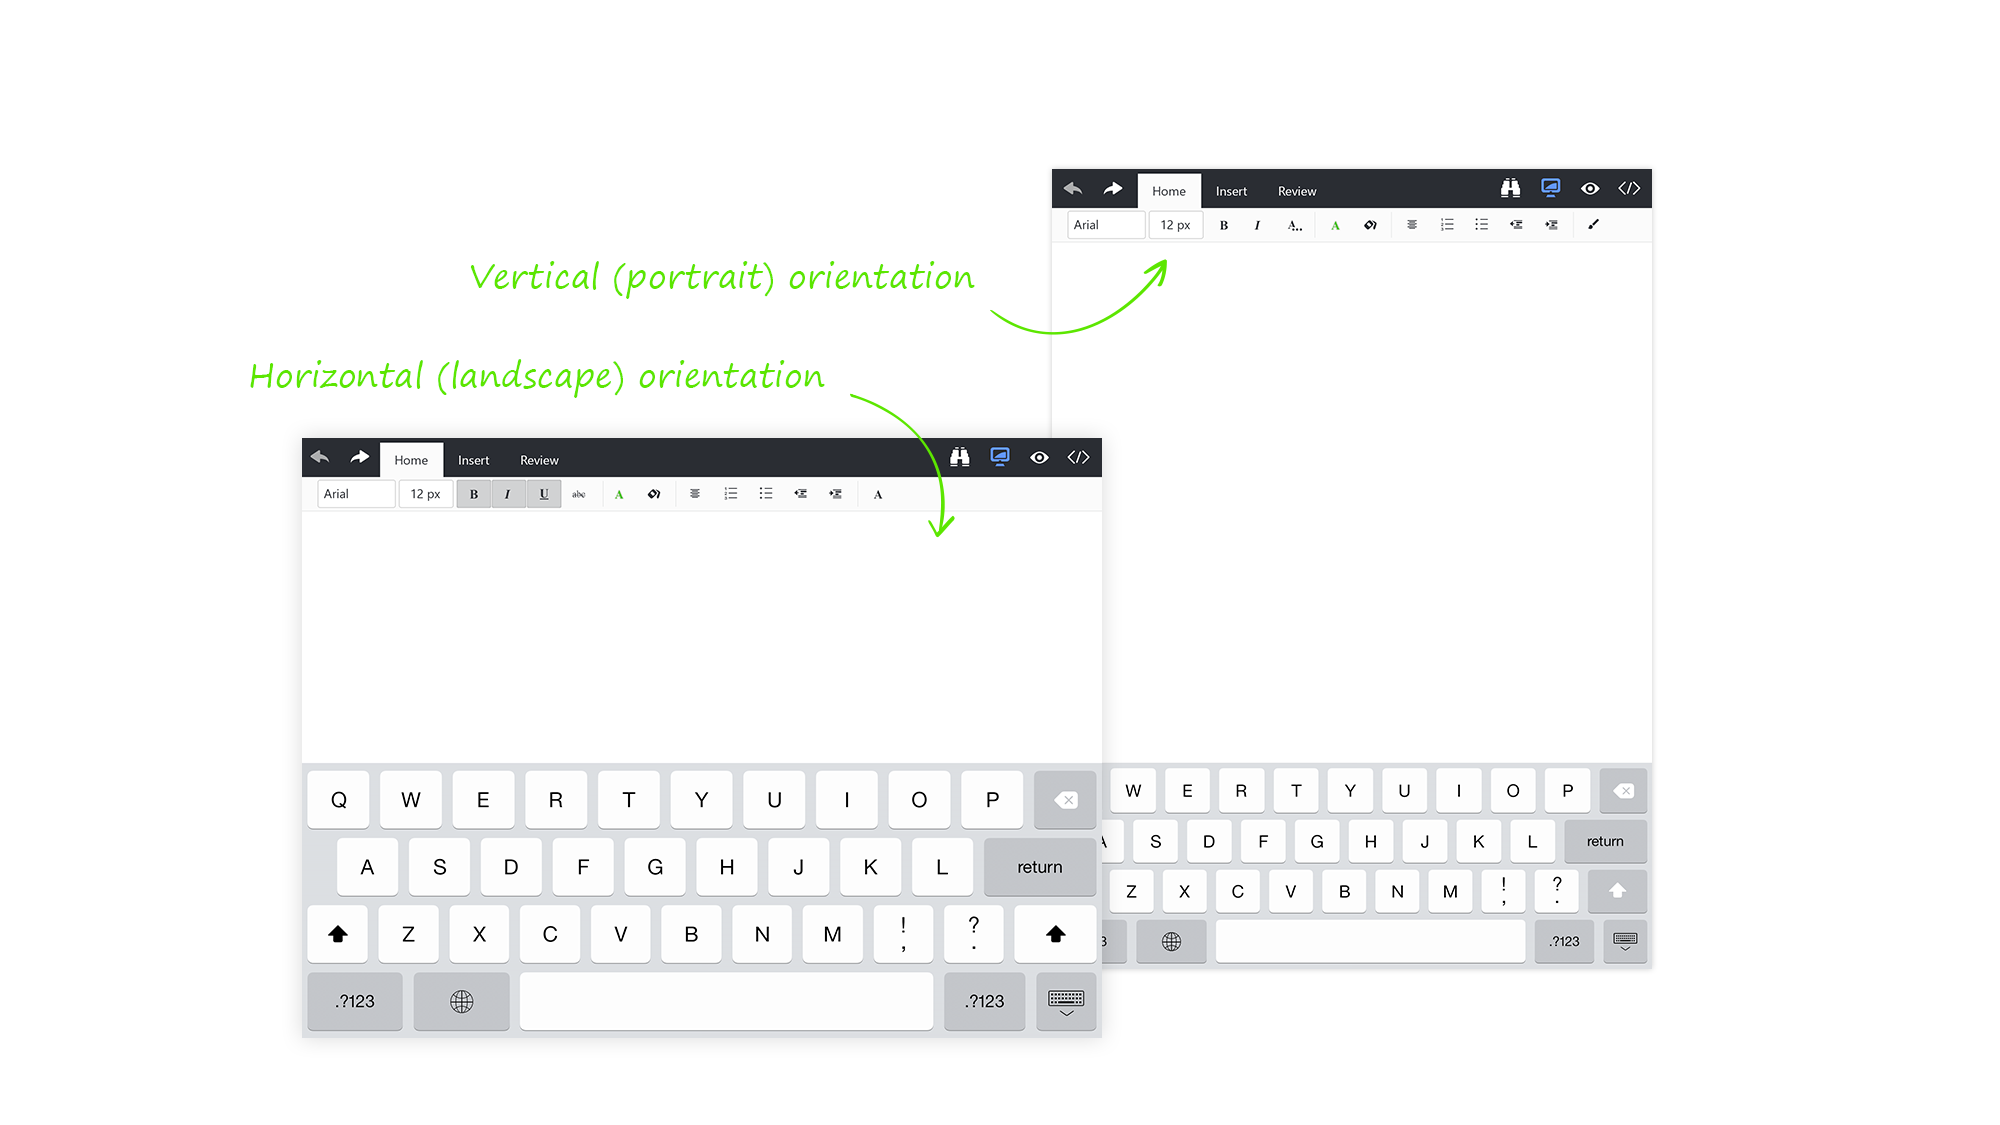 Home Insert Review </>
Arial 12 px B I A.. A
Vertical (portrait) orientation
Horizontal (landscape) orientation
Home Insert Review </>
Arial 12 px B I U abc A A
Q W E R T Y U I O P
A S D F G H J K L return
Z X C V B N M ! , ? .
.?123 .?123
W E R T Y U I O P
A S D F G H J K L return
Z X C V B N M ! , ? .
3 .?123